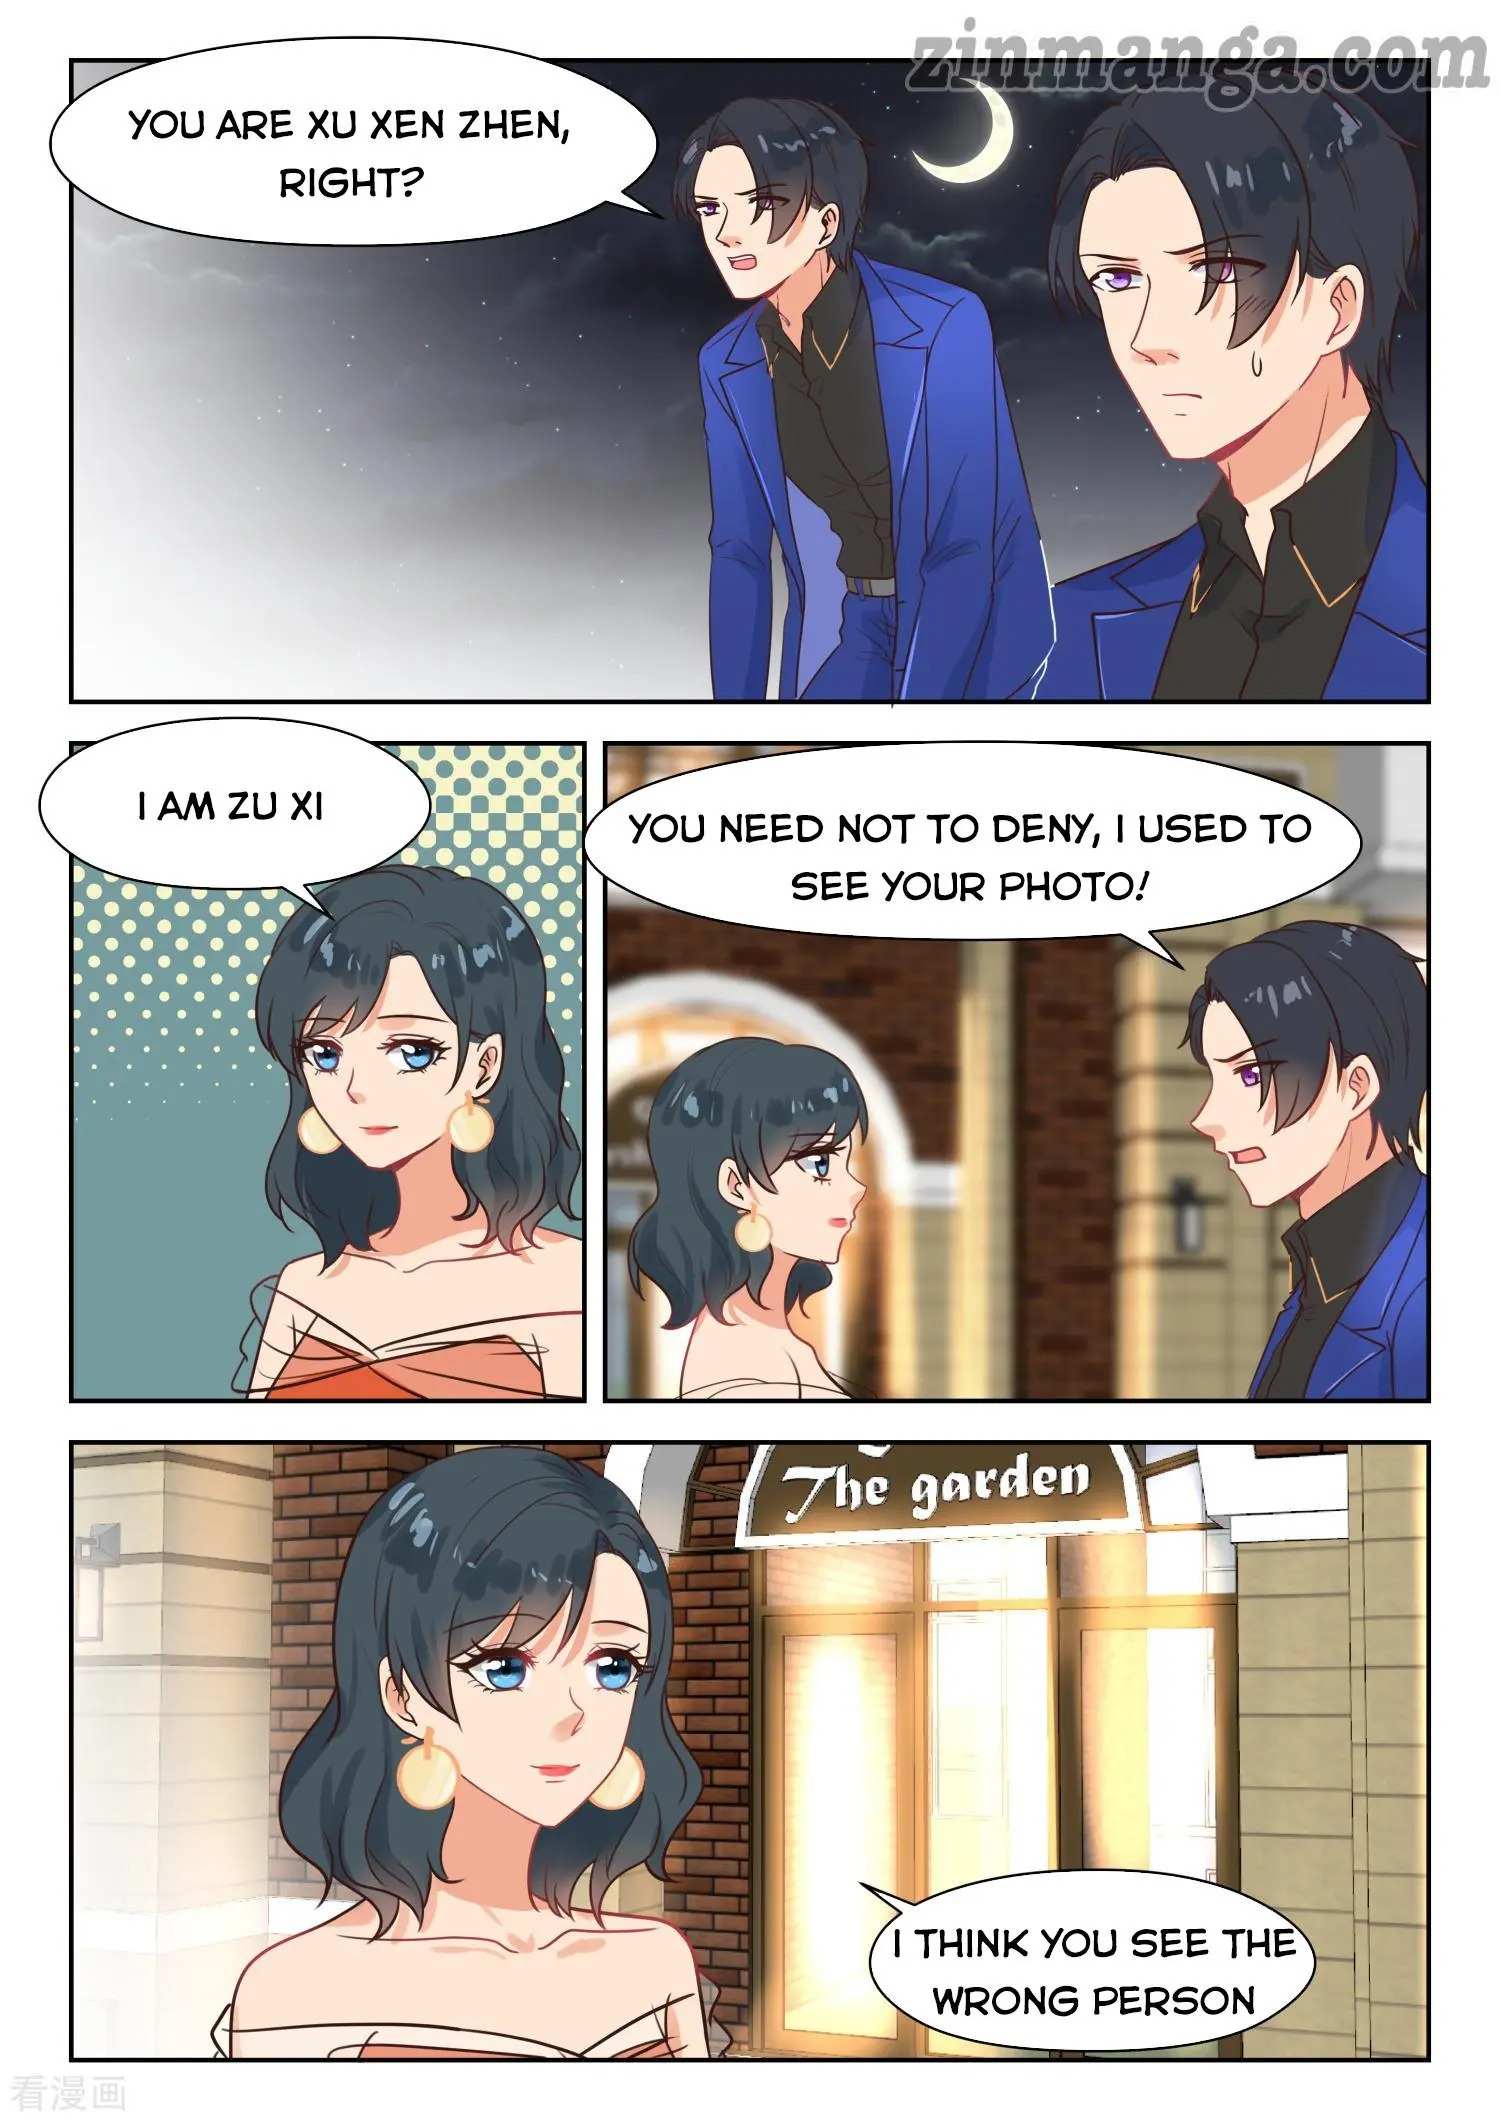 zinmanga.com
YOU ARE XU XEN ZHEN,
RIGHT?
I AM ZU XI
YOU NEED NOT TO DENY, I USED TO
SEE YOUR PHOTO!
The garden
I THINK YOU SEE THE
WRONG PERSON
看漫画